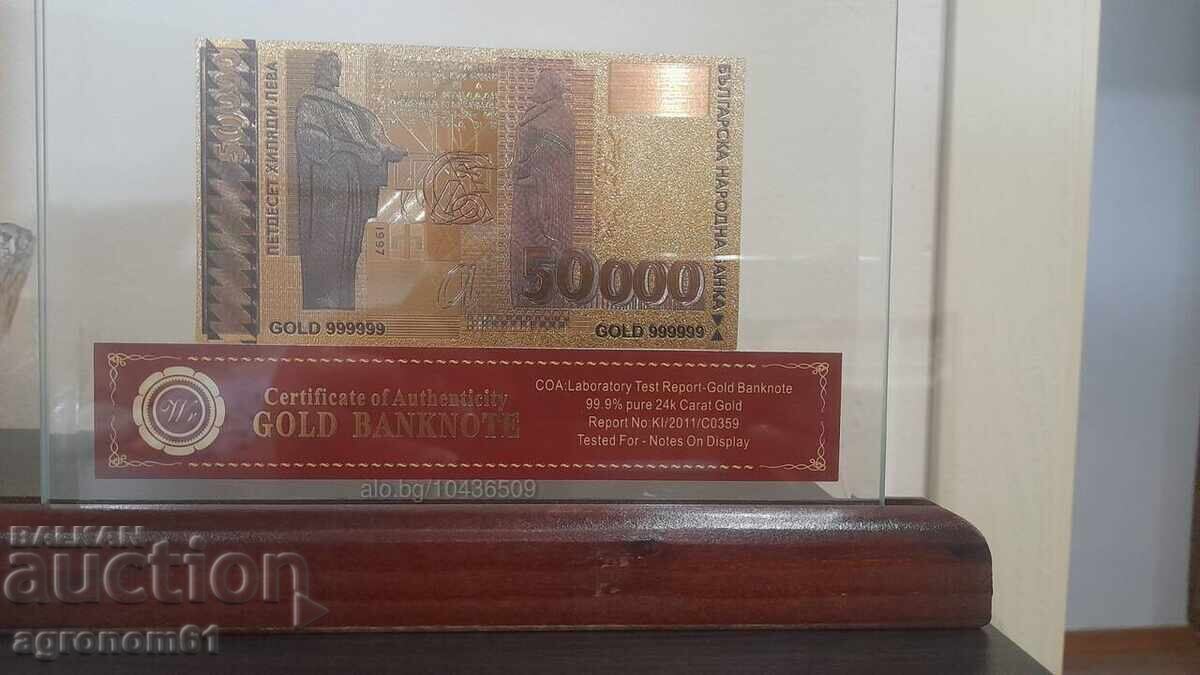 50000
ПЕТДЕСЕТ ХИЛЯДИ ЛЕВА
1997
50000
БЪЛГАРСКА НАРОДНА БАНКА
GOLD 999999
GOLD 999999
W
Certificate of Authenticity
GOLD BANKNOTE
COA:Laboratory Test Report-Gold Banknote
99.9% pure 24k Carat Gold
Report No:KI/2011/C0359
Tested For - Notes On Display
alo.bg/10436509
BALKAN
auction
agronom61